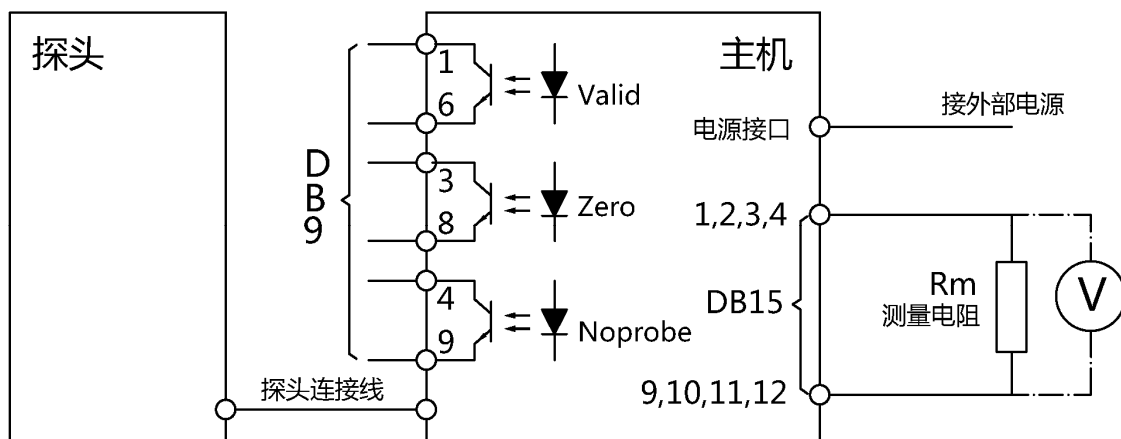 探头
主机
1
6
Valid
接外部电源
电源接口
D
B
9
3
8
Zero
1,2,3,4
4
9
Noprobe
DB15
Rm
测量电阻
V
探头连接线
9,10,11,12